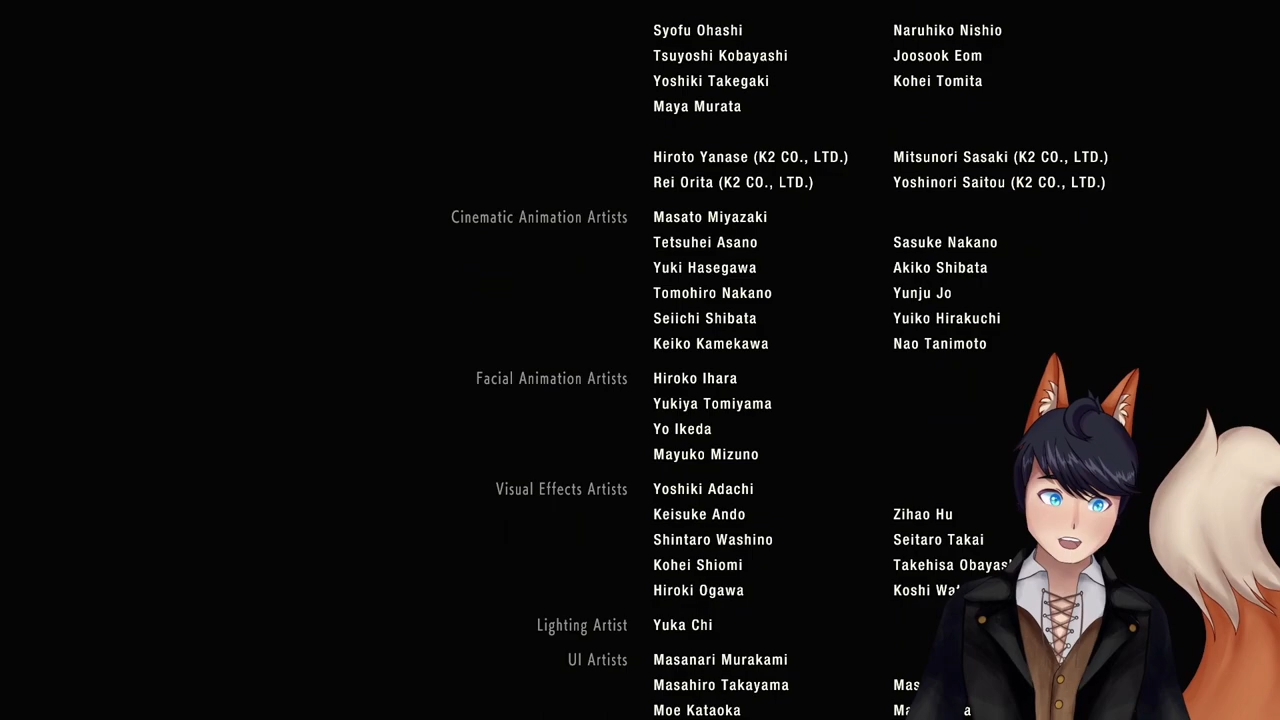 Syofu Ohashi Naruhiko Nishio
Tsuyoshi Kobayashi Joosook Eom
Yoshiki Takegaki Kohei Tomita
Maya Murata
Hiroto Yanase (K2 CO., LTD.) Mitsunori Sasaki (K2 CO., LTD.)
Rei Orita (K2 CO., LTD.) Yoshinori Saitou (K2 CO., LTD.)
Cinematic Animation Artists Masato Miyazaki
Tetsuhei Asano Sasuke Nakano
Yuki Hasegawa Akiko Shibata
Tomohiro Nakano Yunju Jo
Seiichi Shibata Yuiko Hirakuchi
Keiko Kamekawa Nao Tanimoto
Facial Animation Artists Hiroko Ihara
Yukiya Tomiyama
Yo Ikeda
Mayuko Mizuno
Visual Effects Artists Yoshiki Adachi
Keisuke Ando Zihao Hu
Shintaro Washino Seitaro Takai
Kohei Shiomi Takehisa
Hiroki Ogawa Koshi
Lighting Artist Yuka Chi
UI Artists Masanari Murakami
Masahiro Takayama
Moe Kataoka